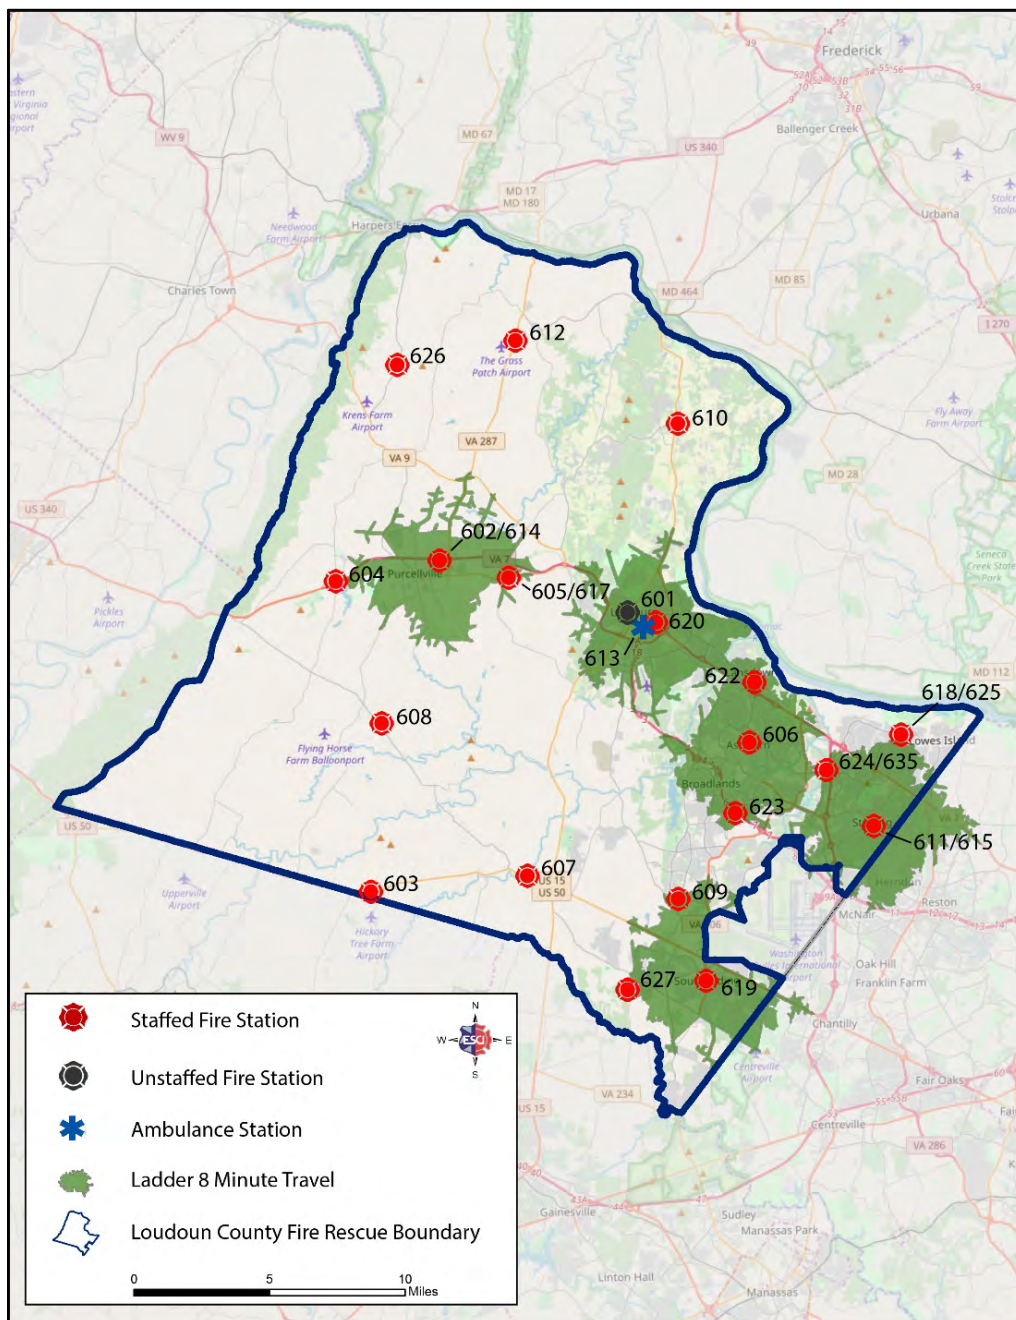 Frederick
Ballenger Creek
WV 9
MD 67
US 340
MD 17
MD 180
Urbana
Needwood
Farm Airport
Charles Town
MD 464
MD 85
I 270
612
626
The Grass
Patch Airport
Krens Farm
Airport
610
Fly Away
Farm Airport
VA 287
VA 9
MD 28
US 340
602/614
VA 7
Purcellville
604
605/617
Seneca
Creek State
Park
Pickles
Airport
601
620
613
MD 112
622
618/625
608
Lowes Island
606
Flying Horse
Farm Balloonport
624/635
Broadlands
623
US 50
611/615
Herndon
Reston
McNair
607
603
US 15
US 50
609
Upperville
Airport
Hickory
Tree Farm
Airport
Oak Hill
Franklin Farm
627
619
Chantilly
Centreville
Airport
Fair Oaks
VA 234
US 15
Centreville
VA 286
Gainesville
Sudley
Manassas Park
Linton Hall
Manassas
Staffed Fire Station
N
W
E
S
ESCI
Unstaffed Fire Station
Ambulance Station
Ladder 8 Minute Travel
Loudoun County Fire Rescue Boundary
0 5 10
Miles